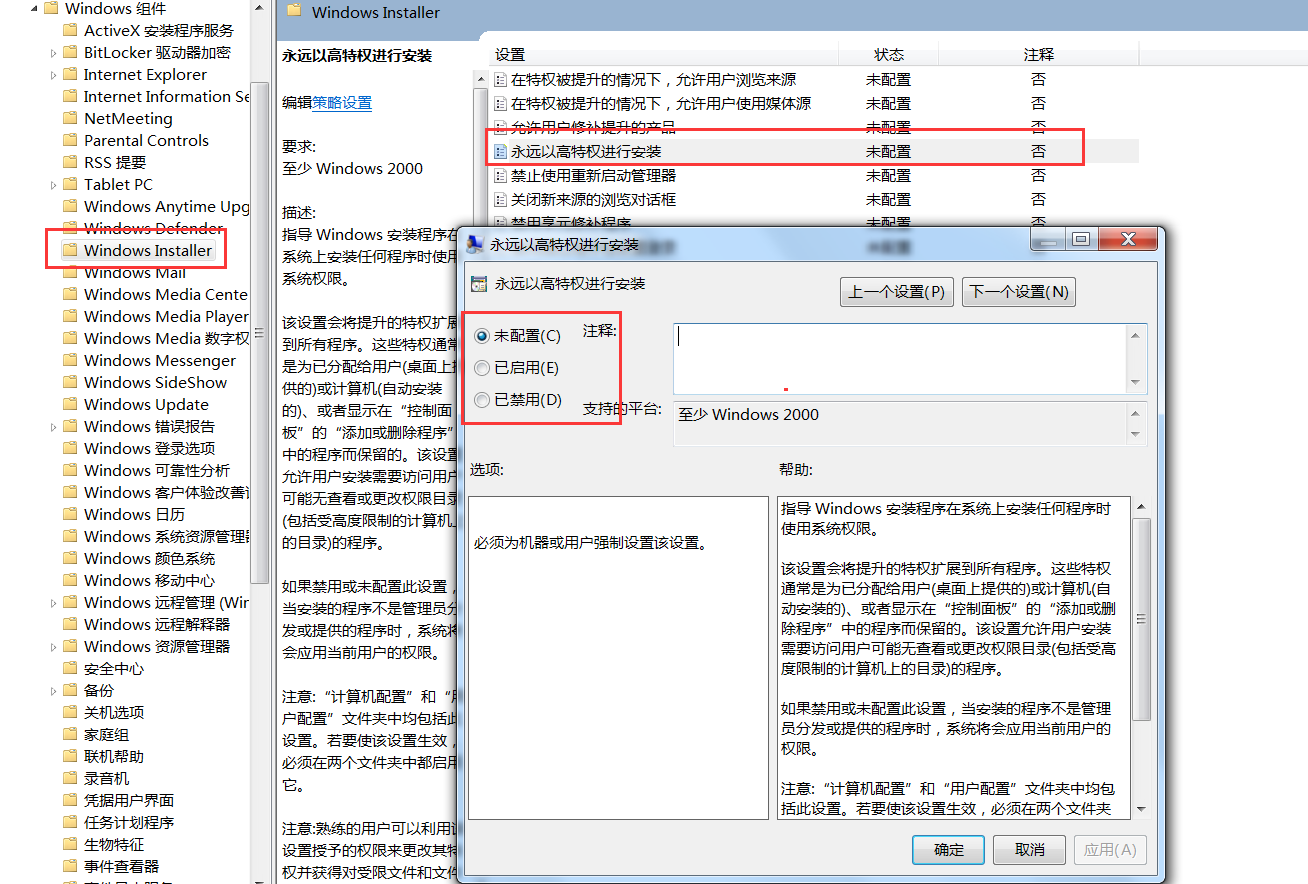 Windows 组件
ActiveX 安装程序服务
BitLocker 驱动器加密
Internet Explorer
Internet Information Se
NetMeeting
Parental Controls
RSS 提要
Tablet PC
Windows Anytime Upg
Windows Defender
Windows Installer
Windows Mail
Windows Media Cente
Windows Media Player
Windows Media 数字权
Windows Messenger
Windows SideShow
Windows Update
Windows 错误报告
Windows 登录选项
Windows 可靠性分析
Windows 客户体验改善
Windows 日历
Windows 系统资源管理
Windows 颜色系统
Windows 移动中心
Windows 远程管理 (Wir
Windows 远程解释器
Windows 资源管理器
安全中心
备份
关机选项
家庭组
联机帮助
录音机
凭据用户界面
任务计划程序
生物特征
事件查看器
Windows Installer
永远以高特权进行安装
编辑策略设置
要求:
至少 Windows 2000
描述:
指导 Windows 安装程序在
系统上安装任何程序时使用
系统权限。
该设置会将提升的特权扩展
到所有程序。这些特权通常
是为已分配给用户(桌面上提
供的)或计算机(自动安装
的)、或者显示在“控制面
板”的“添加或删除程序”
中的程序而保留的。该设置
允许用户安装需要访问用户
可能无查看或更改权限目录
(包括受高度限制的计算机上
的目录)的程序。
如果禁用或未配置此设置，
当安装的程序不是管理员分
发或提供的程序时，系统将
会应用当前用户的权限。
注意:“计算机配置”和“用
户配置”文件夹中均包括此
设置。若要使该设置生效，
必须在两个文件夹中都启用
它。
注意:熟练的用户可以利用该
设置授予的权限来更改其特
权并获得对受限文件和文件
设置 状态 注释
在特权被提升的情况下，允许用户浏览来源 未配置 否
在特权被提升的情况下，允许用户使用媒体源 未配置 否
允许用户修补提升的产品 未配置 否
永远以高特权进行安装 未配置 否
禁止使用重新启动管理器 未配置 否
关闭新来源的浏览对话框 未配置 否
禁用享元修补程序 未配置 否
永远以高特权进行安装
永远以高特权进行安装
上一个设置(P) 下一个设置(N)
未配置(C) 注释:
已启用(E)
已禁用(D)
支持的平台: 至少 Windows 2000
选项: 帮助:
必须为机器或用户强制设置该设置。
指导 Windows 安装程序在系统上安装任何程序时
使用系统权限。
该设置会将提升的特权扩展到所有程序。这些特权
通常是为已分配给用户(桌面上提供的)或计算机(自
动安装的)、或者显示在“控制面板”的“添加或删
除程序”中的程序而保留的。该设置允许用户安装
需要访问用户可能无查看或更改权限目录(包括受高
度限制的计算机上的目录)的程序。
如果禁用或未配置此设置，当安装的程序不是管理
员分发或提供的程序时，系统将会应用当前用户的
权限。
注意:“计算机配置”和“用户配置”文件夹中均包
括此设置。若要使该设置生效，必须在两个文件夹
确定 取消 应用(A)